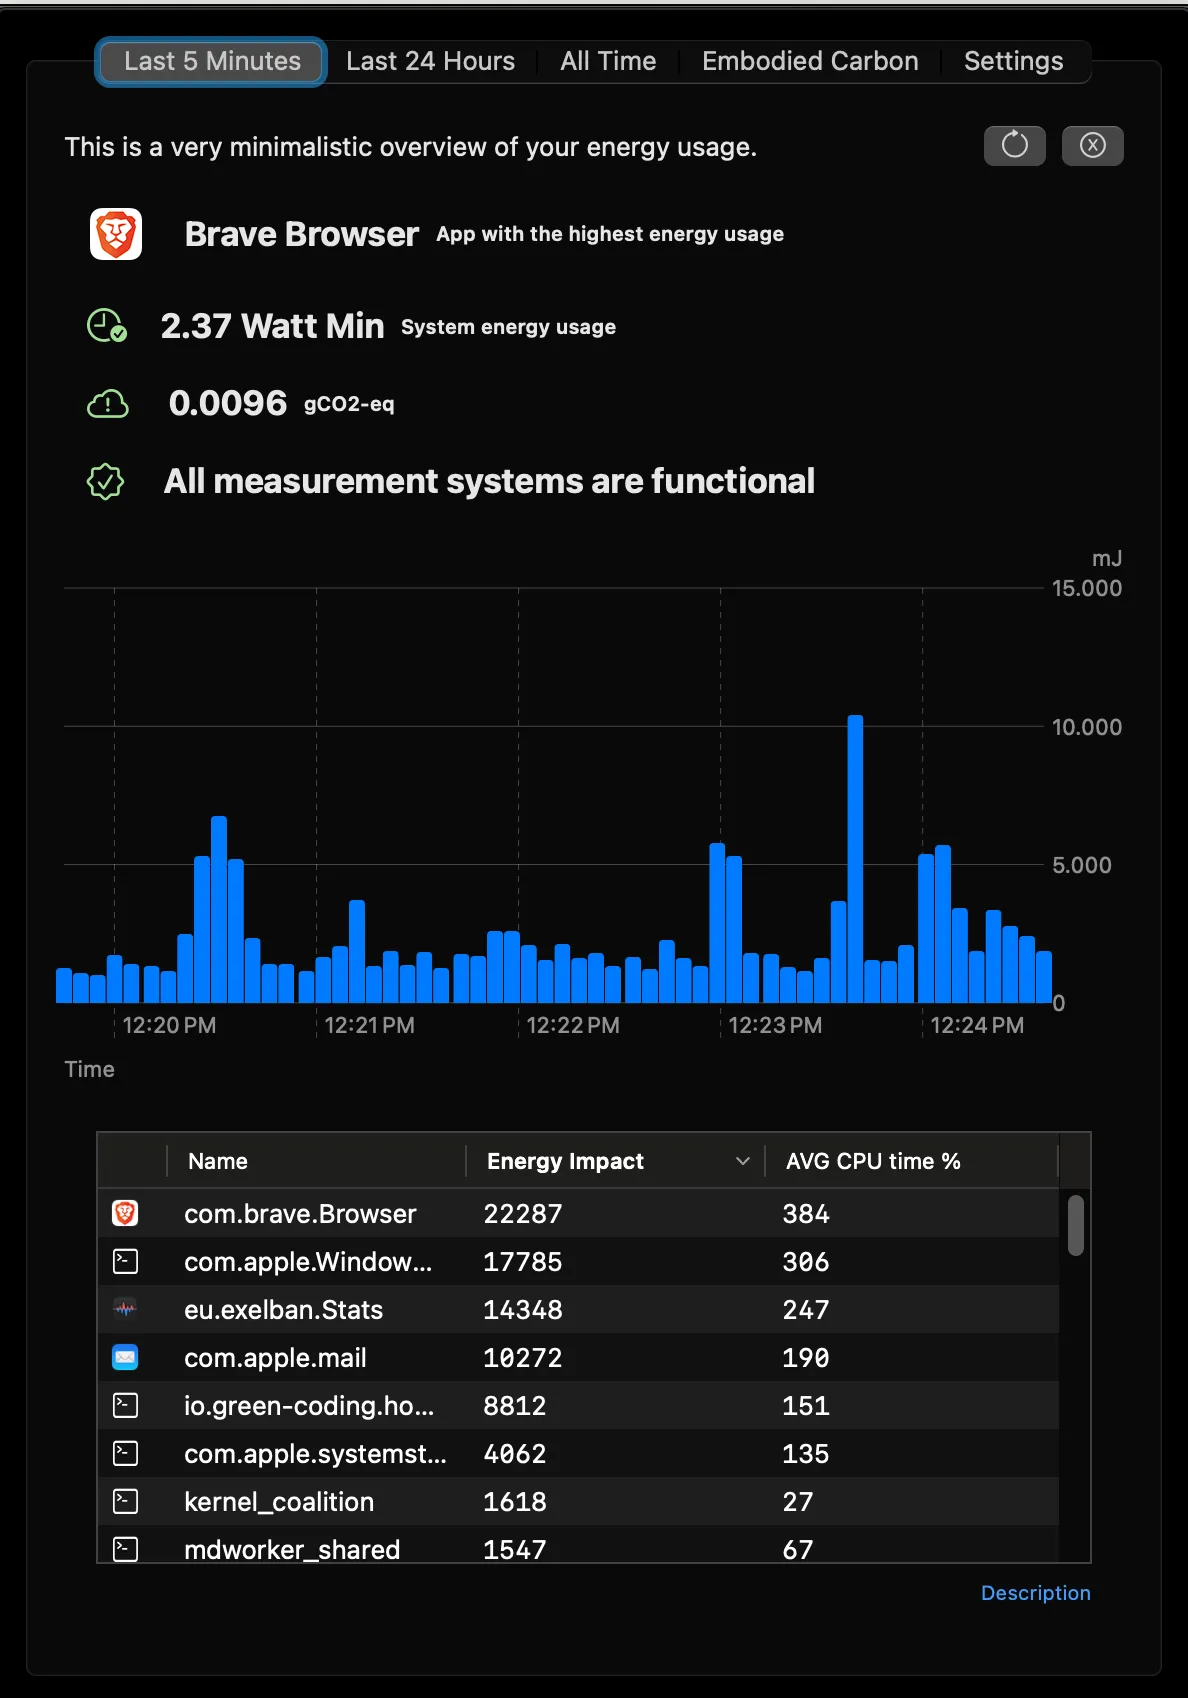 Last 5 Minutes Last 24 Hours All Time Embodied Carbon Settings
This is a very minimalistic overview of your energy usage.
Brave Browser App with the highest energy usage
2.37 Watt Min System energy usage
0.0096 gCO2-eq
All measurement systems are functional
mJ
15.000
10.000
5.000
0
12:20 PM 12:21 PM 12:22 PM 12:23 PM 12:24 PM
Time
Name Energy Impact AVG CPU time %
com.brave.Browser 22287 384
com.apple.Window... 17785 306
eu.exelban.Stats 14348 247
com.apple.mail 10272 190
io.green-coding.ho... 8812 151
com.apple.systemst... 4062 135
kernel_coalition 1618 27
mdworker_shared 1547 67
Description